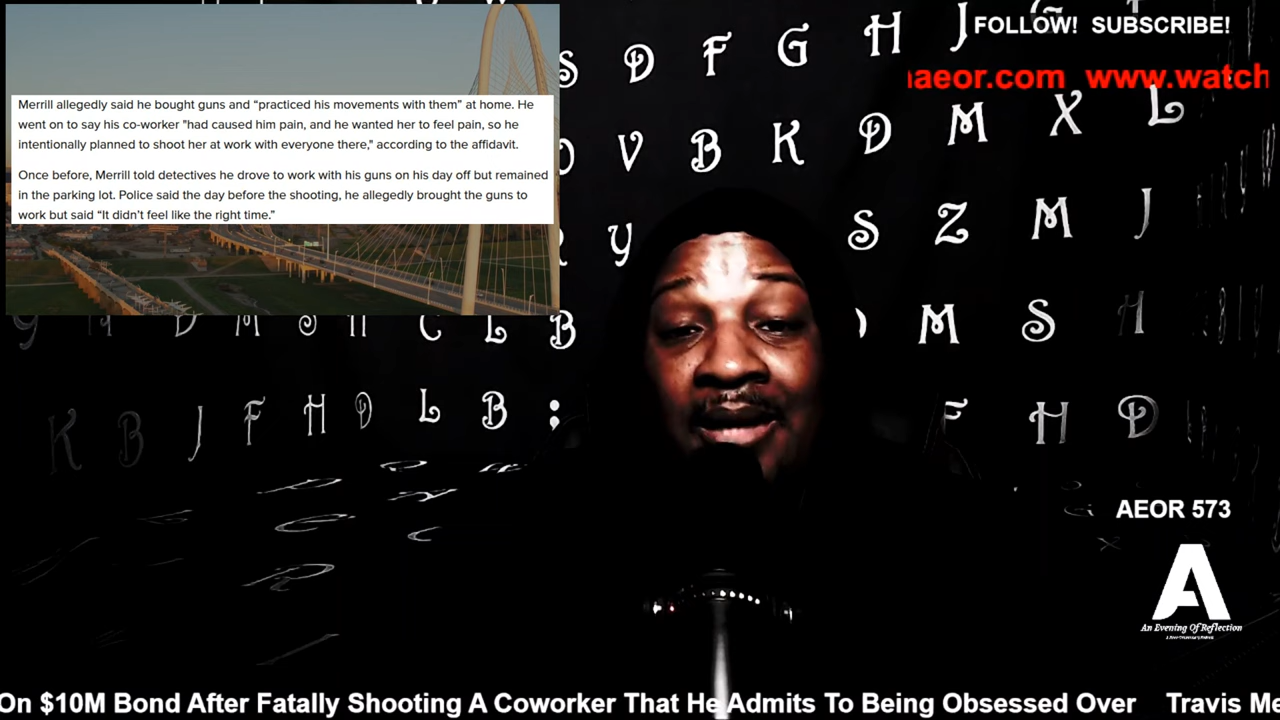 FOLLOW! SUBSCRIBE!
aeor.com www.watch
Merrill allegedly said he bought guns and “practiced his movements with them” at home. He
went on to say his co-worker "had caused him pain, and he wanted her to feel pain, so he
intentionally planned to shoot her at work with everyone there," according to the affidavit.
Once before, Merrill told detectives he drove to work with his guns on his day off but remained
in the parking lot. Police said the day before the shooting, he allegedly brought the guns to
work but said “It didn’t feel like the right time.”
S D F G H J
V B K D M X L
y S Z M J
D M S H C L B M S H
K B J F H D L B : F H D
AEOR 573
A
An Evening Of Reflection
On $10M Bond After Fatally Shooting A Coworker That He Admits To Being Obsessed Over Travis Me